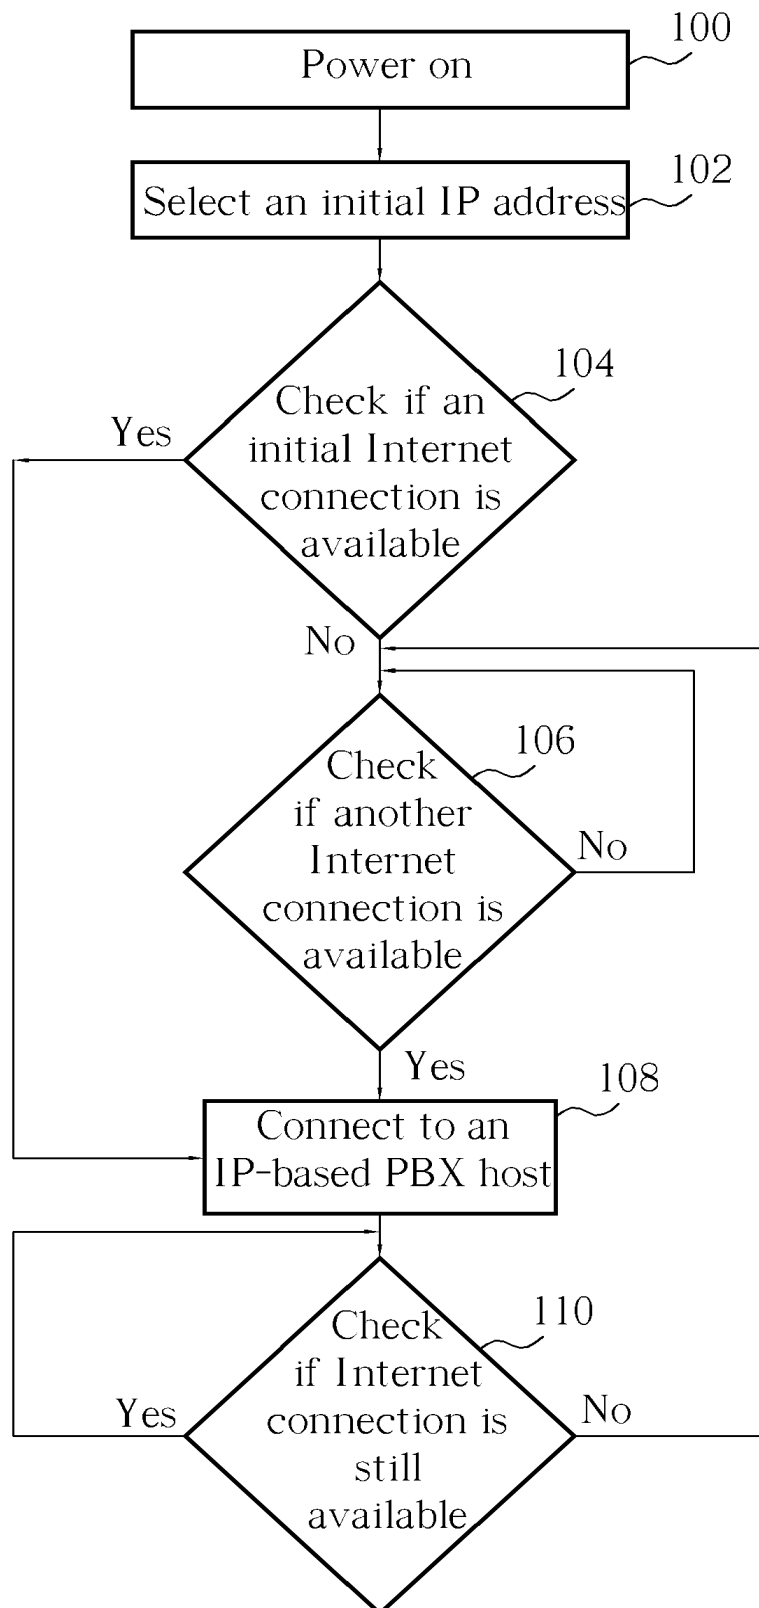 100
Power on
102
Select an initial IP address
104
Check if an
initial Internet
connection is
available
Yes
No
106
Check
if another
Internet
connection is
available
No
Yes
108
Connect to an
IP-based PBX host
110
Check
if Internet
connection is
still
available
Yes
No